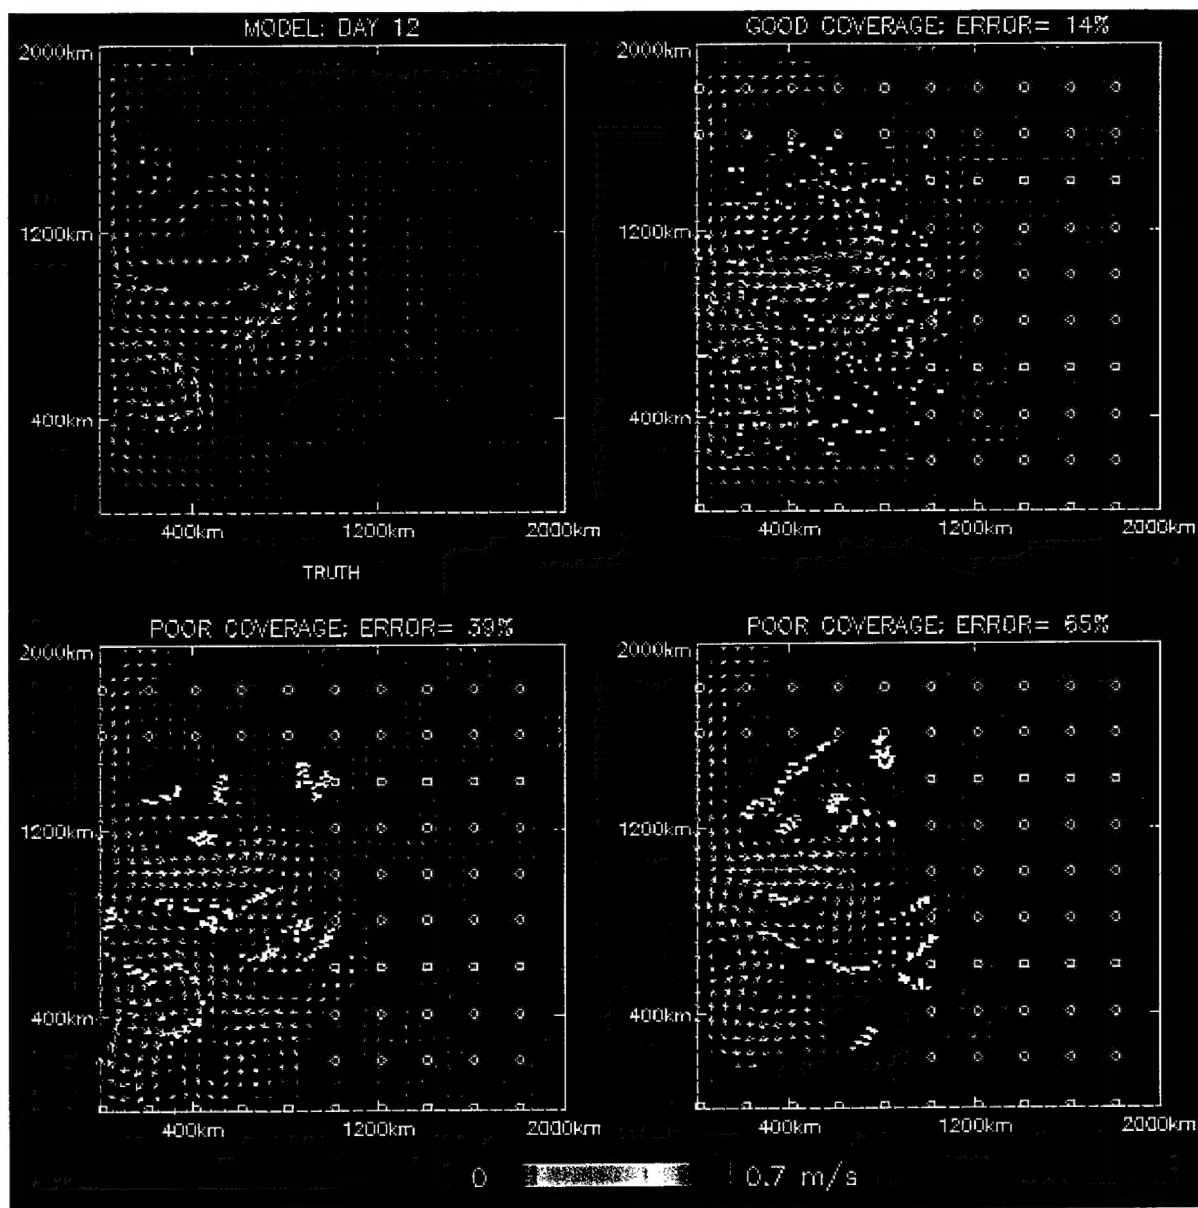 MODEL: DAY 12
GOOD COVERAGE: ERROR= 14%
2000km
2000km
1200km
1200km
400km
400km
400km 1200km 2000km
400km 1200km 2000km
TRUTH
POOR COVERAGE: ERROR= 39%
POOR COVERAGE: ERROR= 65%
2000km
2000km
1200km
1200km
400km
400km
400km 1200km 2000km
400km 1200km 2000km
0 0.7 m/s